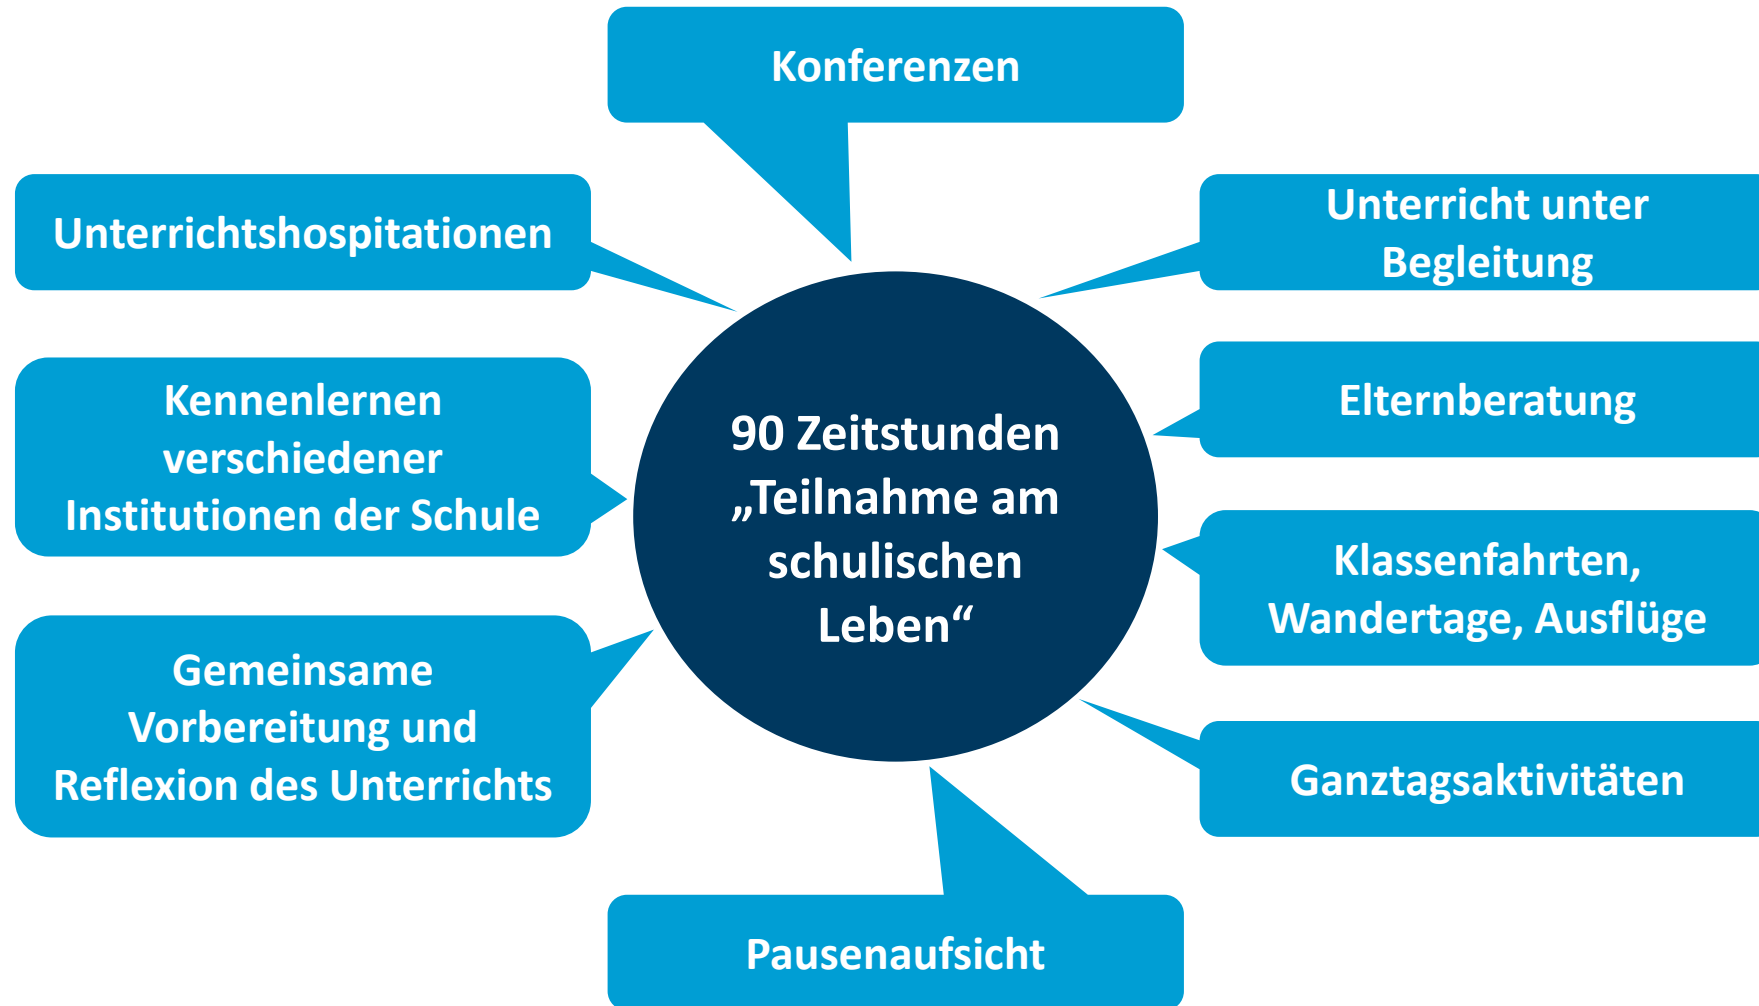 Konferenzen
Unterrichtshospitationen
Unterricht unter
Begleitung
Kennenlernen
verschiedener
Institutionen der Schule
Elternberatung
90 Zeitstunden
„Teilnahme am
schulischen
Leben“
Klassenfahrten,
Wandertage, Ausflüge
Gemeinsame
Vorbereitung und
Reflexion des Unterrichts
Ganztagsaktivitäten
Pausenaufsicht